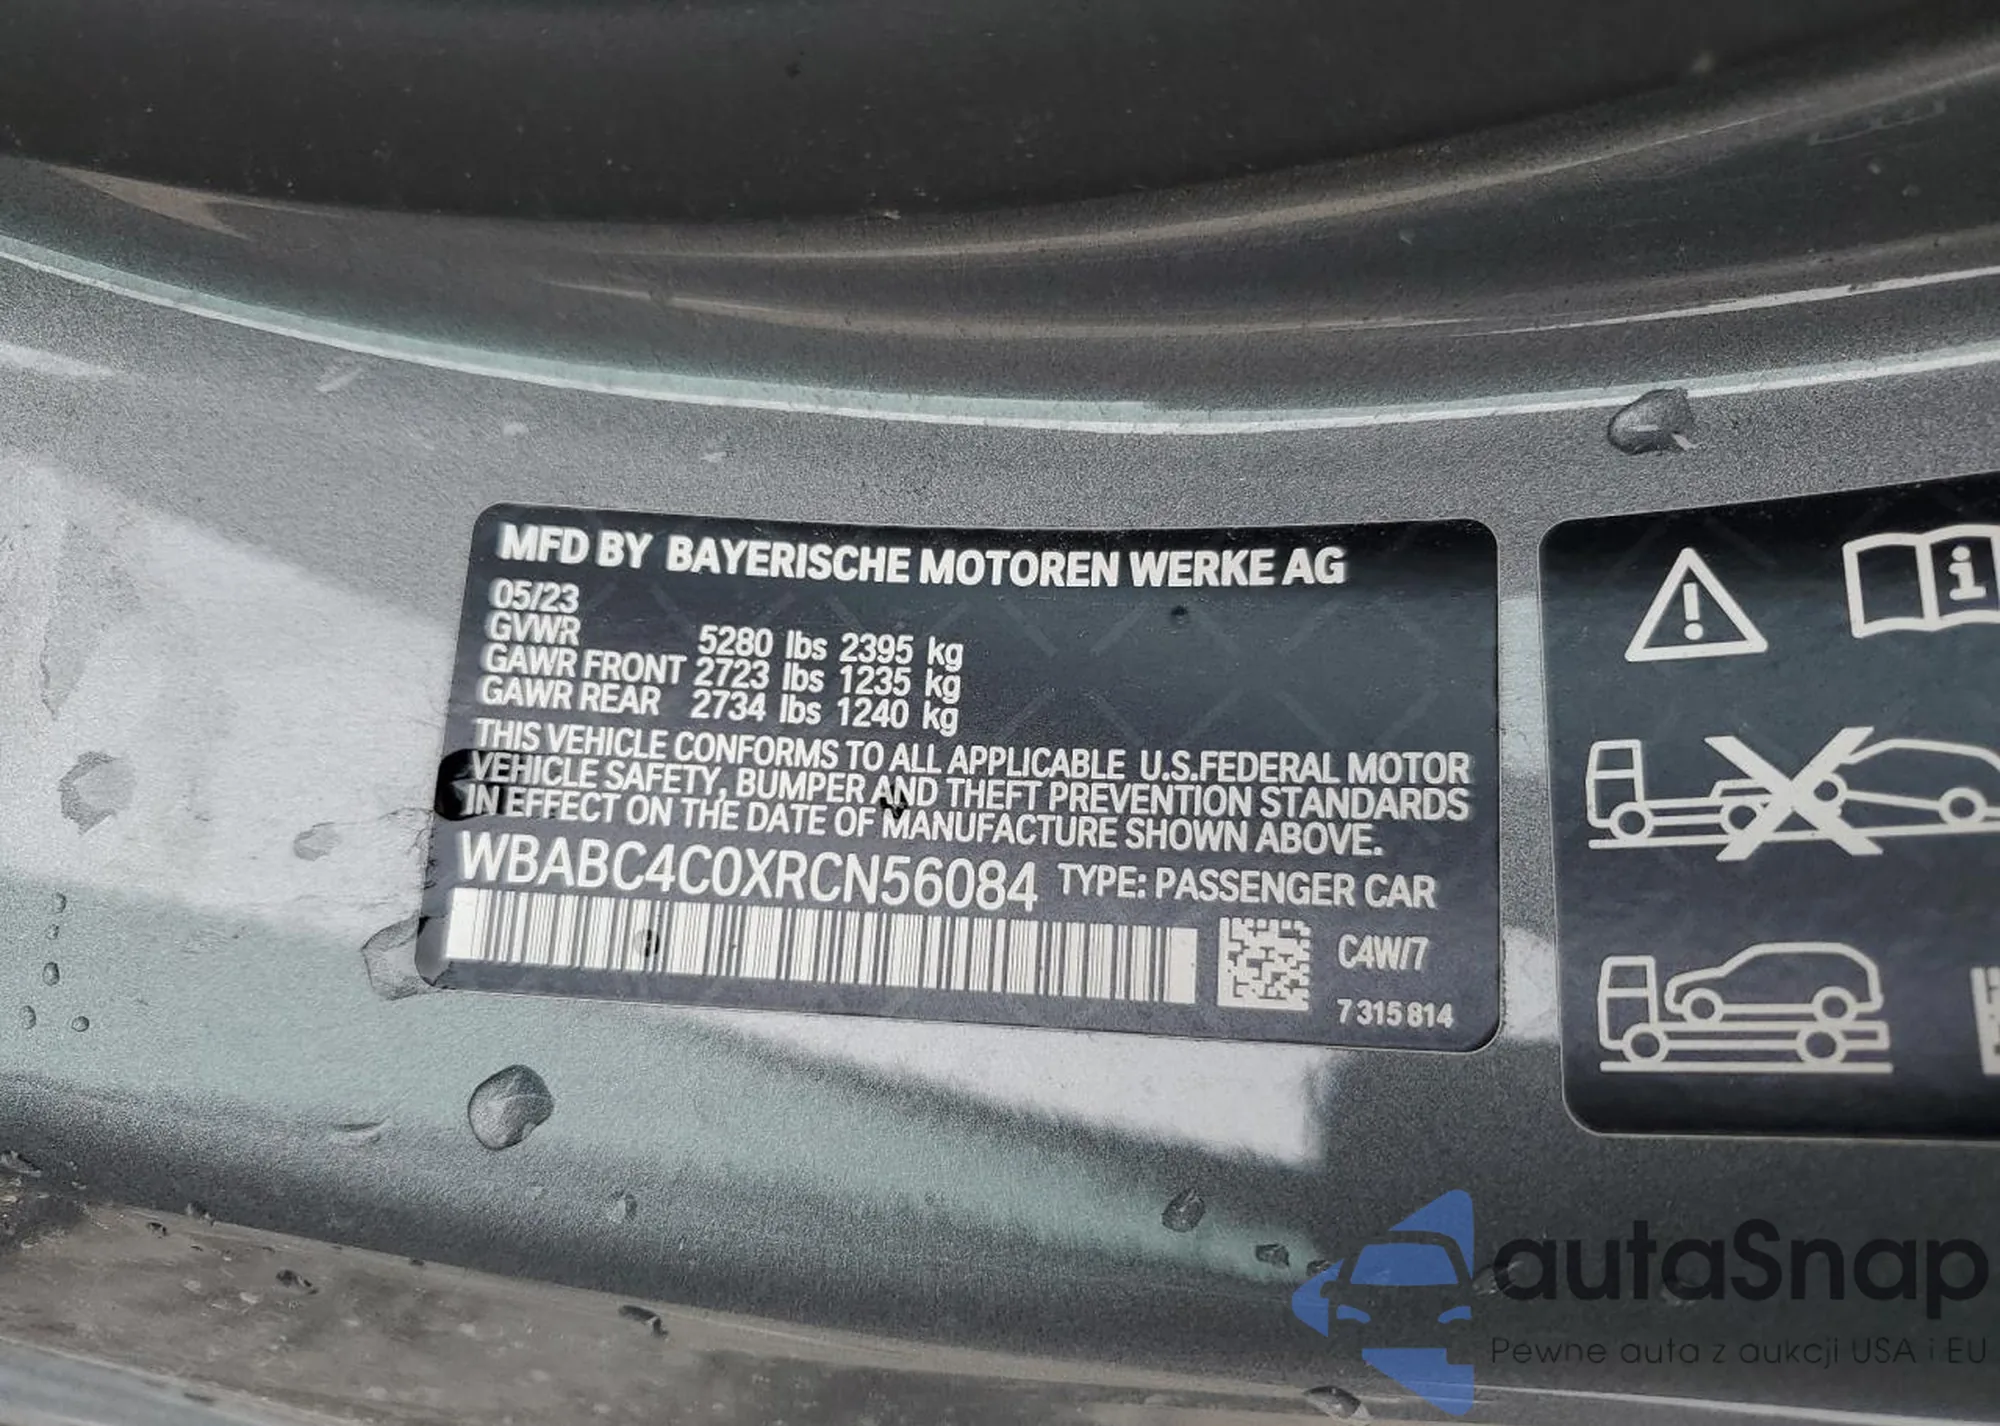 MFD BY BAYERISCHE MOTOREN WERKE AG
05/23
GVWR 5280 lbs 2395 kg
GAWR FRONT 2723 lbs 1235 kg
GAWR REAR 2734 lbs 1240 kg
THIS VEHICLE CONFORMS TO ALL APPLICABLE U.S.FEDERAL MOTOR
VEHICLE SAFETY, BUMPER AND THEFT PREVENTION STANDARDS
IN EFFECT ON THE DATE OF MANUFACTURE SHOWN ABOVE.
WBABC4C0XRCN56084 TYPE: PASSENGER CAR
C4W/7
7 315 814
autaSnap
Pewne auta z aukcji USA i EU